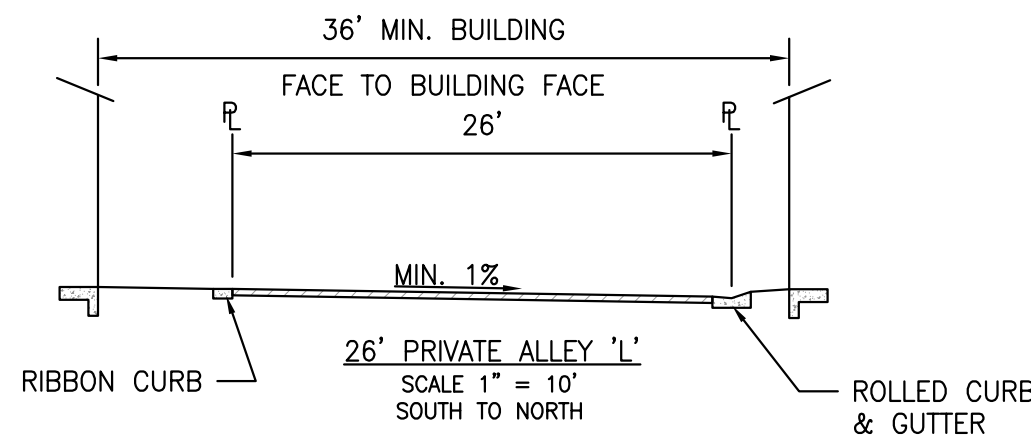 36' MIN. BUILDING
FACE TO BUILDING FACE
PL
26'
PL
MIN. 1%
26' PRIVATE ALLEY 'L'
SCALE 1" = 10'
SOUTH TO NORTH
RIBBON CURB
ROLLED CURB
& GUTTER